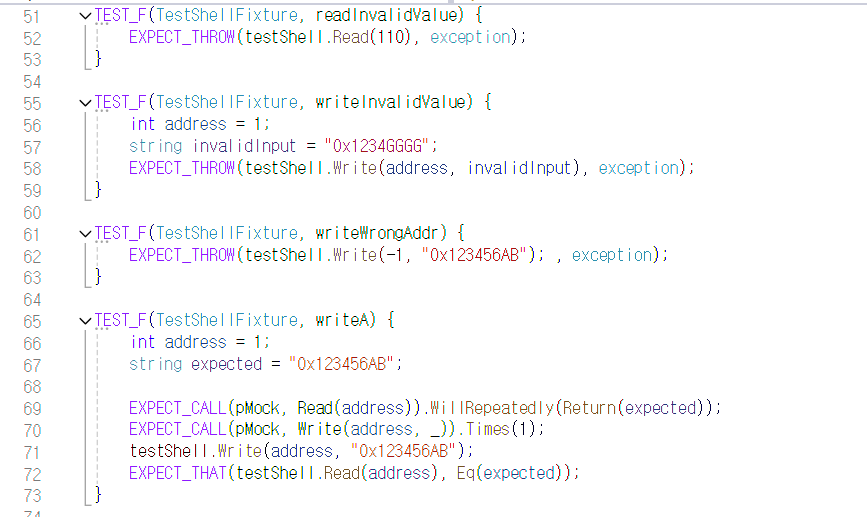 51 TEST_F(TestShellFixture, readInvalidValue) {
52 EXPECT_THROW(testShell.Read(110), exception);
53 }
54
55 TEST_F(TestShellFixture, writeInvalidValue) {
56 int address = 1;
57 string invalidInput = "0x1234GGGG";
58 EXPECT_THROW(testShell.Write(address, invalidInput), exception);
59 }
60
61 TEST_F(TestShellFixture, writeWrongAddr) {
62 EXPECT_THROW(testShell.Write(-1, "0x123456AB"); , exception);
63 }
64
65 TEST_F(TestShellFixture, writeA) {
66 int address = 1;
67 string expected = "0x123456AB";
68
69 EXPECT_CALL(pMock, Read(address)).WillRepeatedly(Return(expected));
70 EXPECT_CALL(pMock, Write(address, _)).Times(1);
71 testShell.Write(address, "0x123456AB");
72 EXPECT_THAT(testShell.Read(address), Eq(expected));
73 }
74